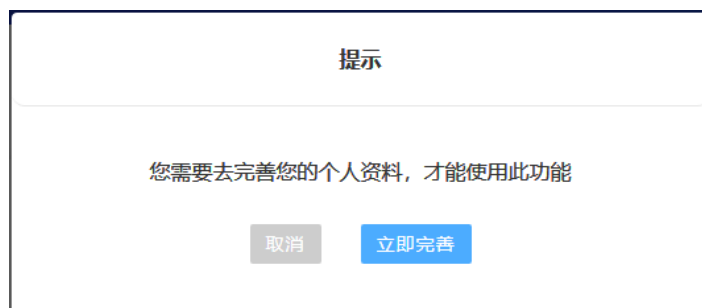 提示
您需要去完善您的个人资料，才能使用此功能
取消
立即完善